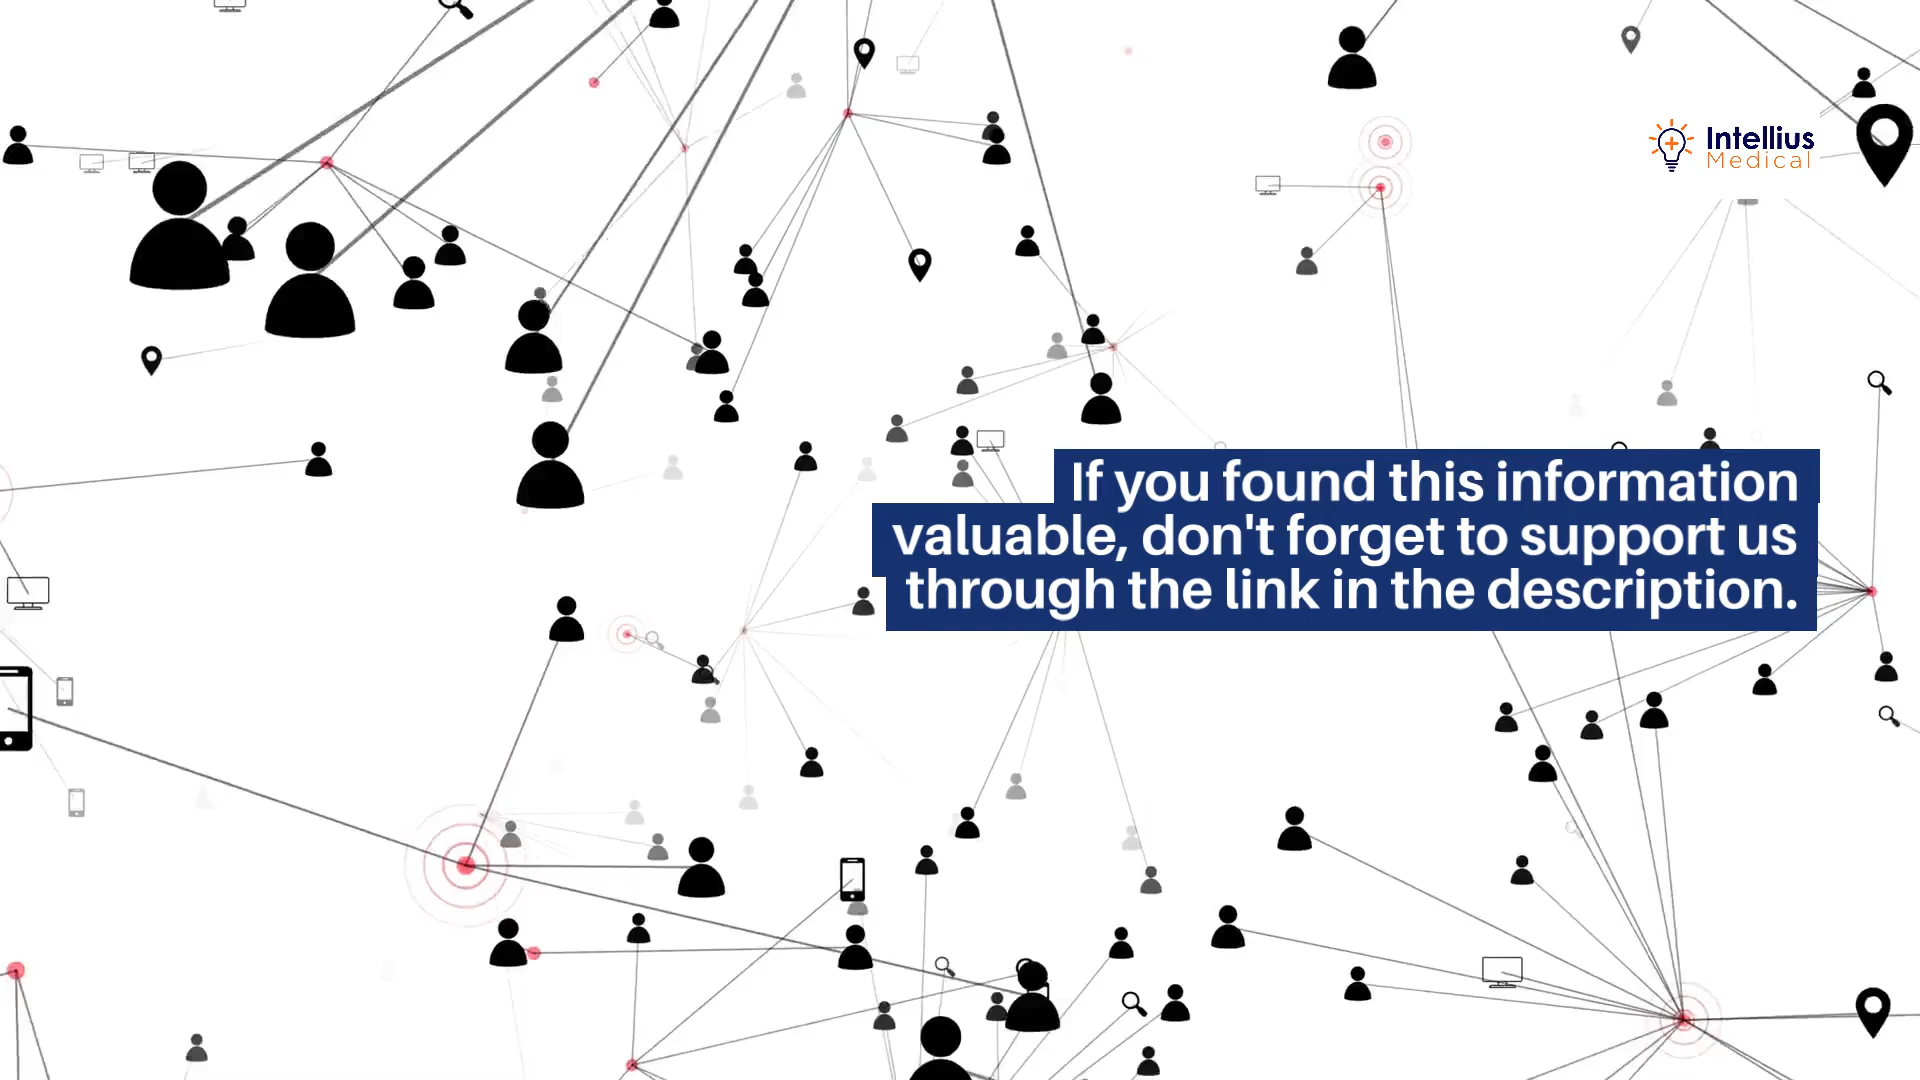 Intellius
Medical
If you found this information
valuable, don't forget to support us
through the link in the description.